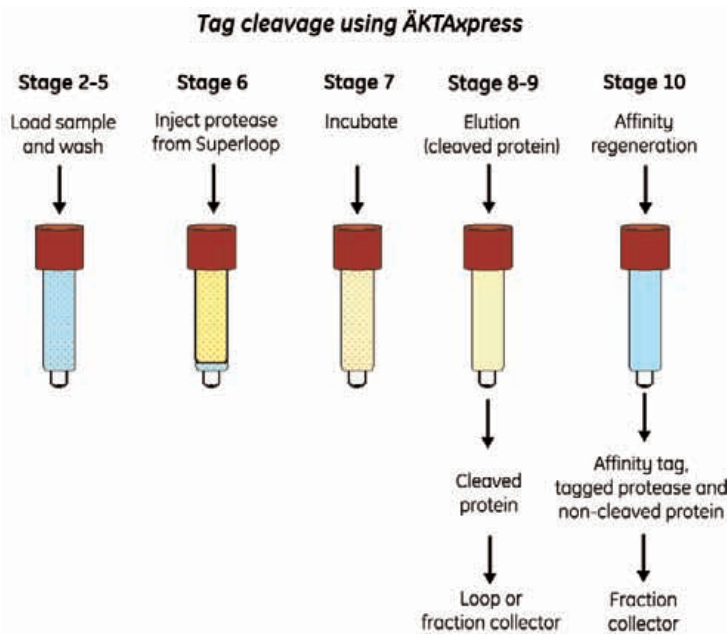 Tag cleavage using ÄKTAxpress
Stage 2-5
Load sample
and wash
Stage 6
Inject protease
from Superloop
Stage 7
Incubate
Stage 8-9
Elution
(cleaved protein)
Stage 10
Affinity
regeneration
Cleaved
protein
Affinity tag,
tagged protease and
non-cleaved protein
Loop or
fraction collector
Fraction
collector